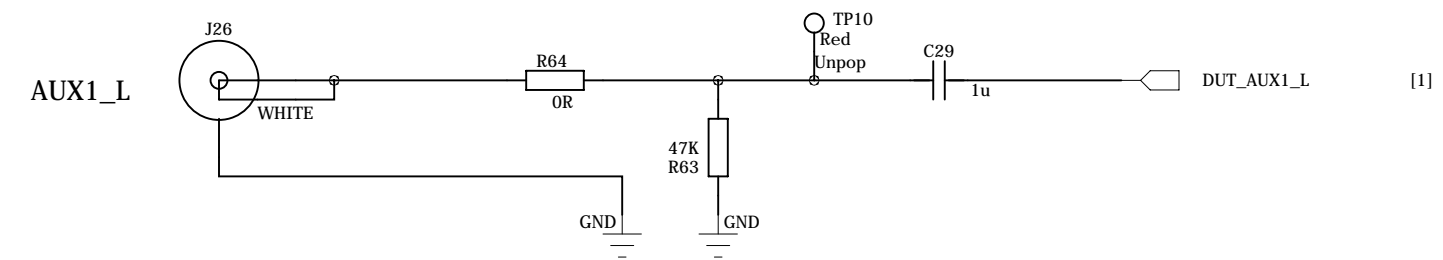 J26
AUX1_L
WHITE
R64
0R
TP10
Red
Unpop
C29
1u
DUT_AUX1_L
[1]
47K
R63
GND
GND